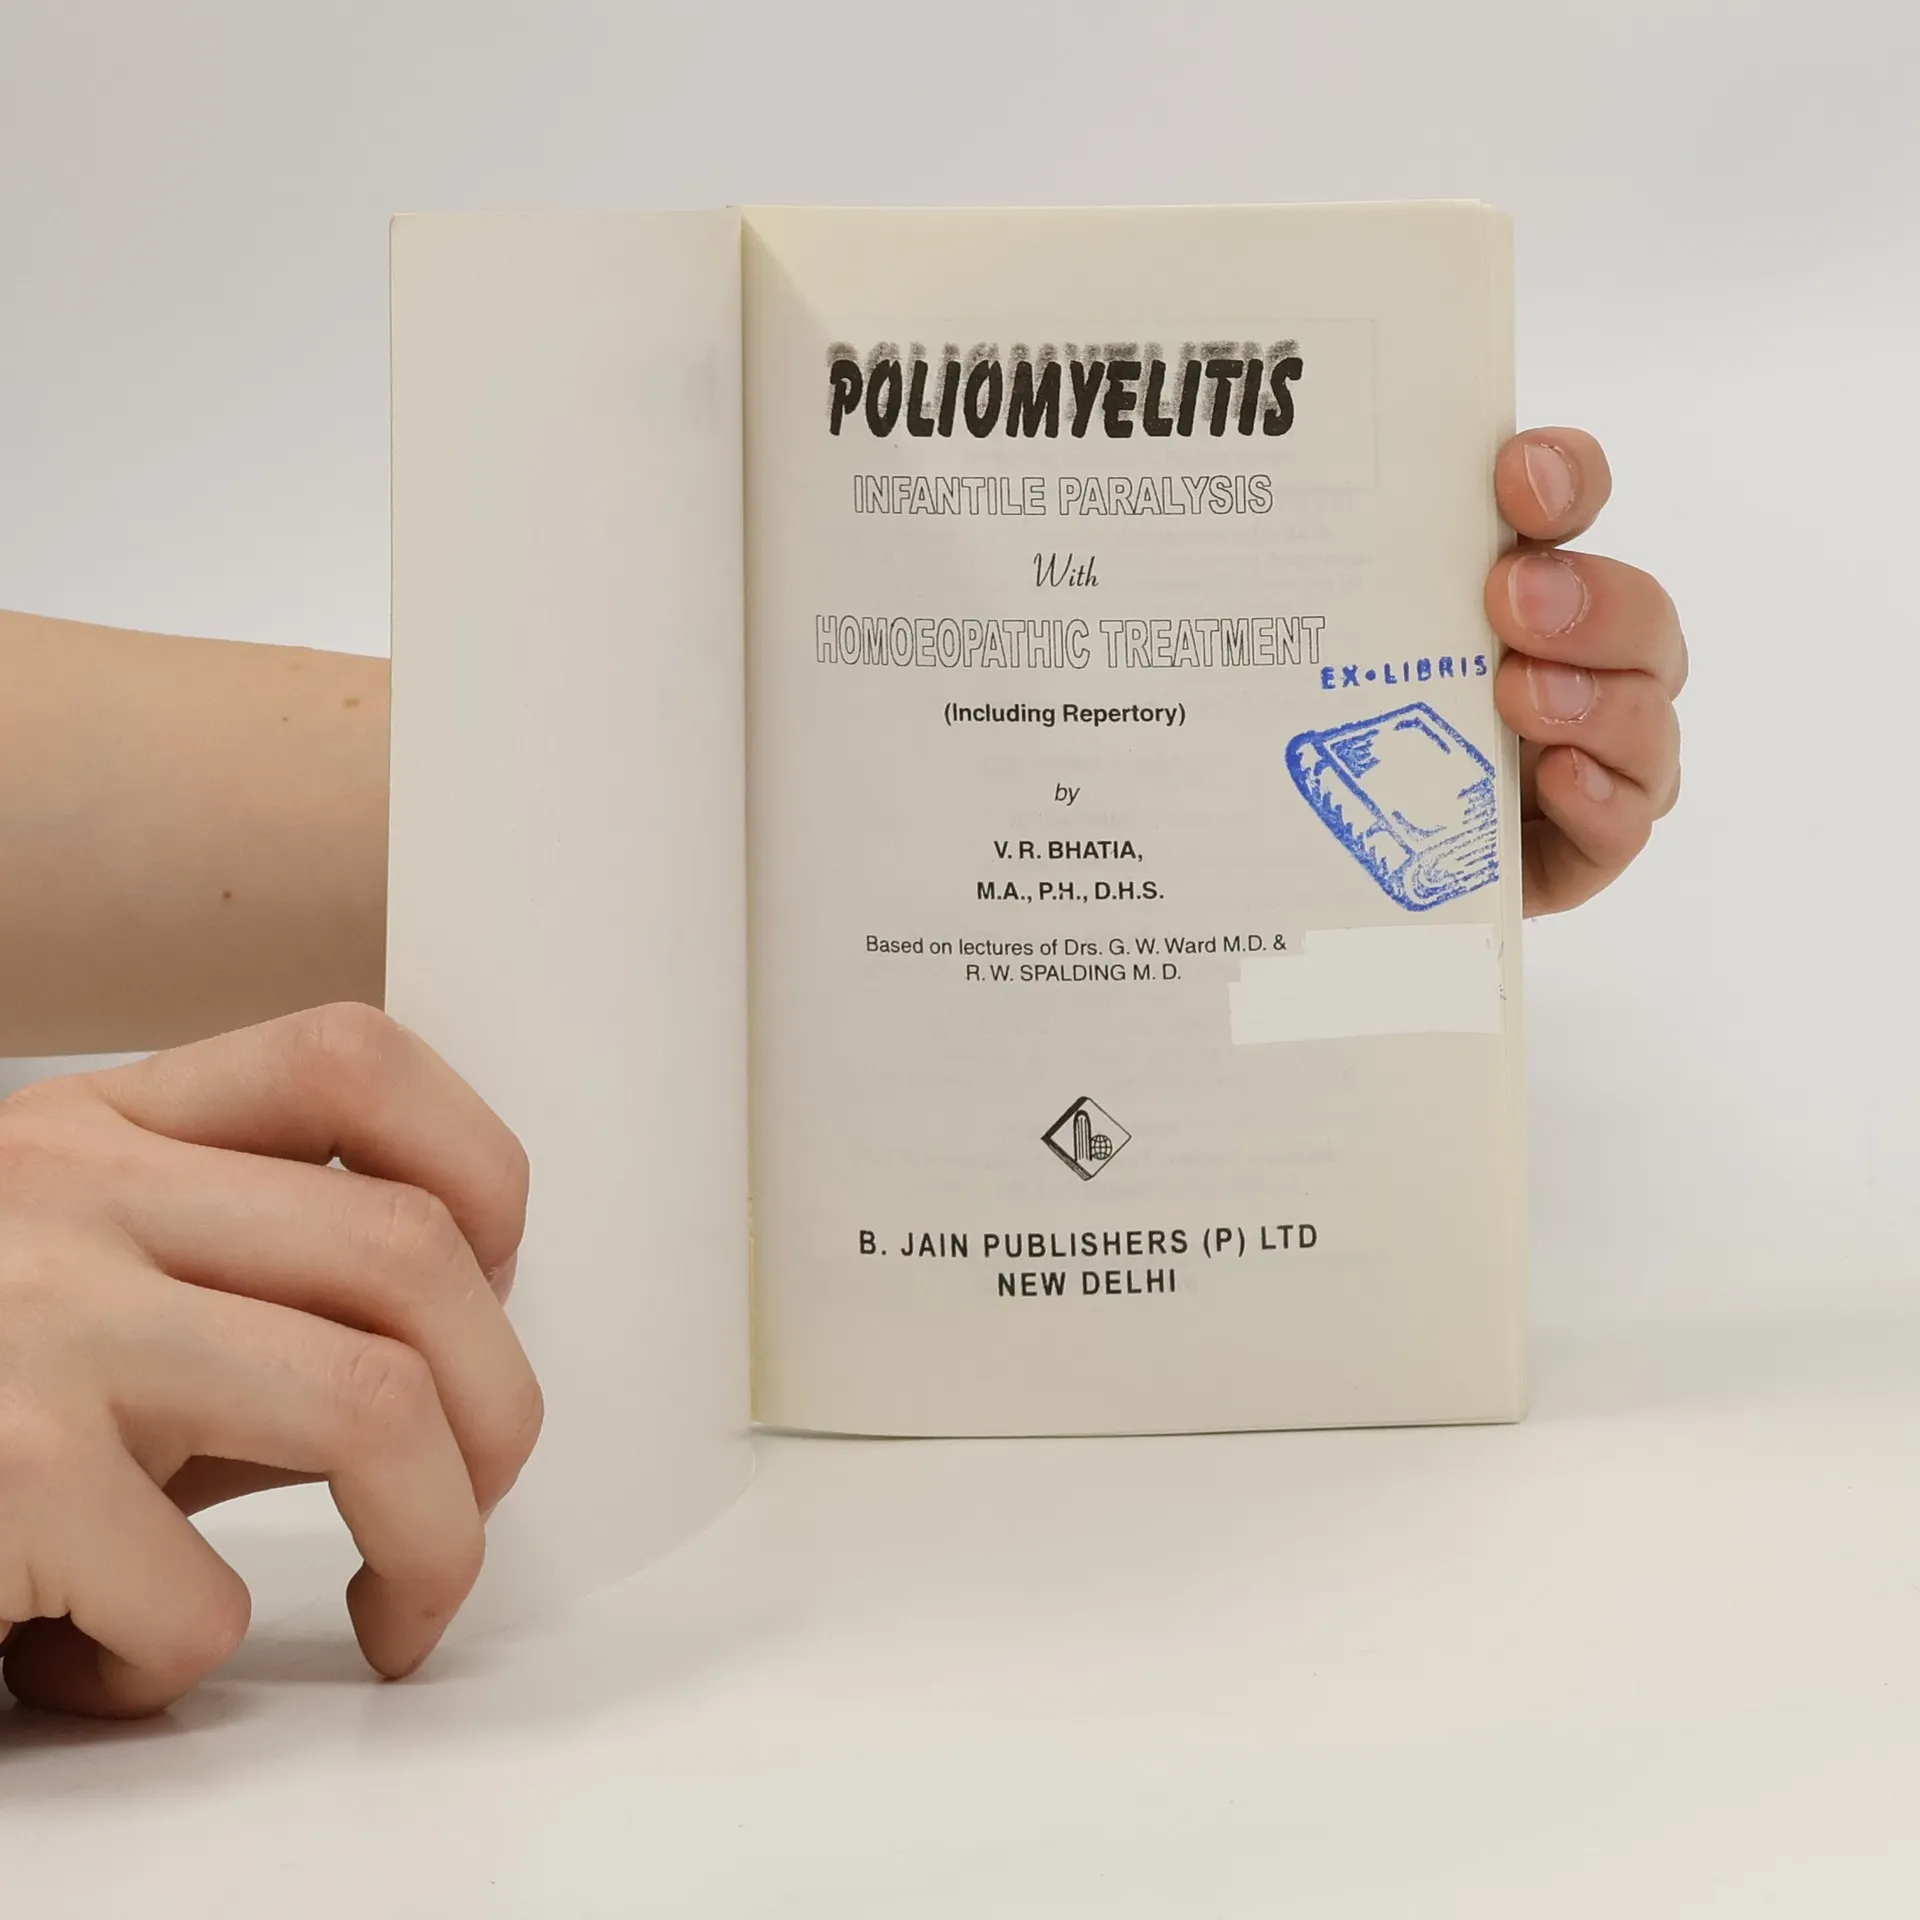 POLIOMYELITIS
INFANTILE PARALYSIS
With
HOMOEOPATHIC TREATMENT
EX•LIBRIS
(Including Repertory)
by
V. R. BHATIA,
M.A., P.H., D.H.S.
Based on lectures of Drs. G. W. Ward M.D. &
R. W. SPALDING M. D.
B. JAIN PUBLISHERS (P) LTD
NEW DELHI